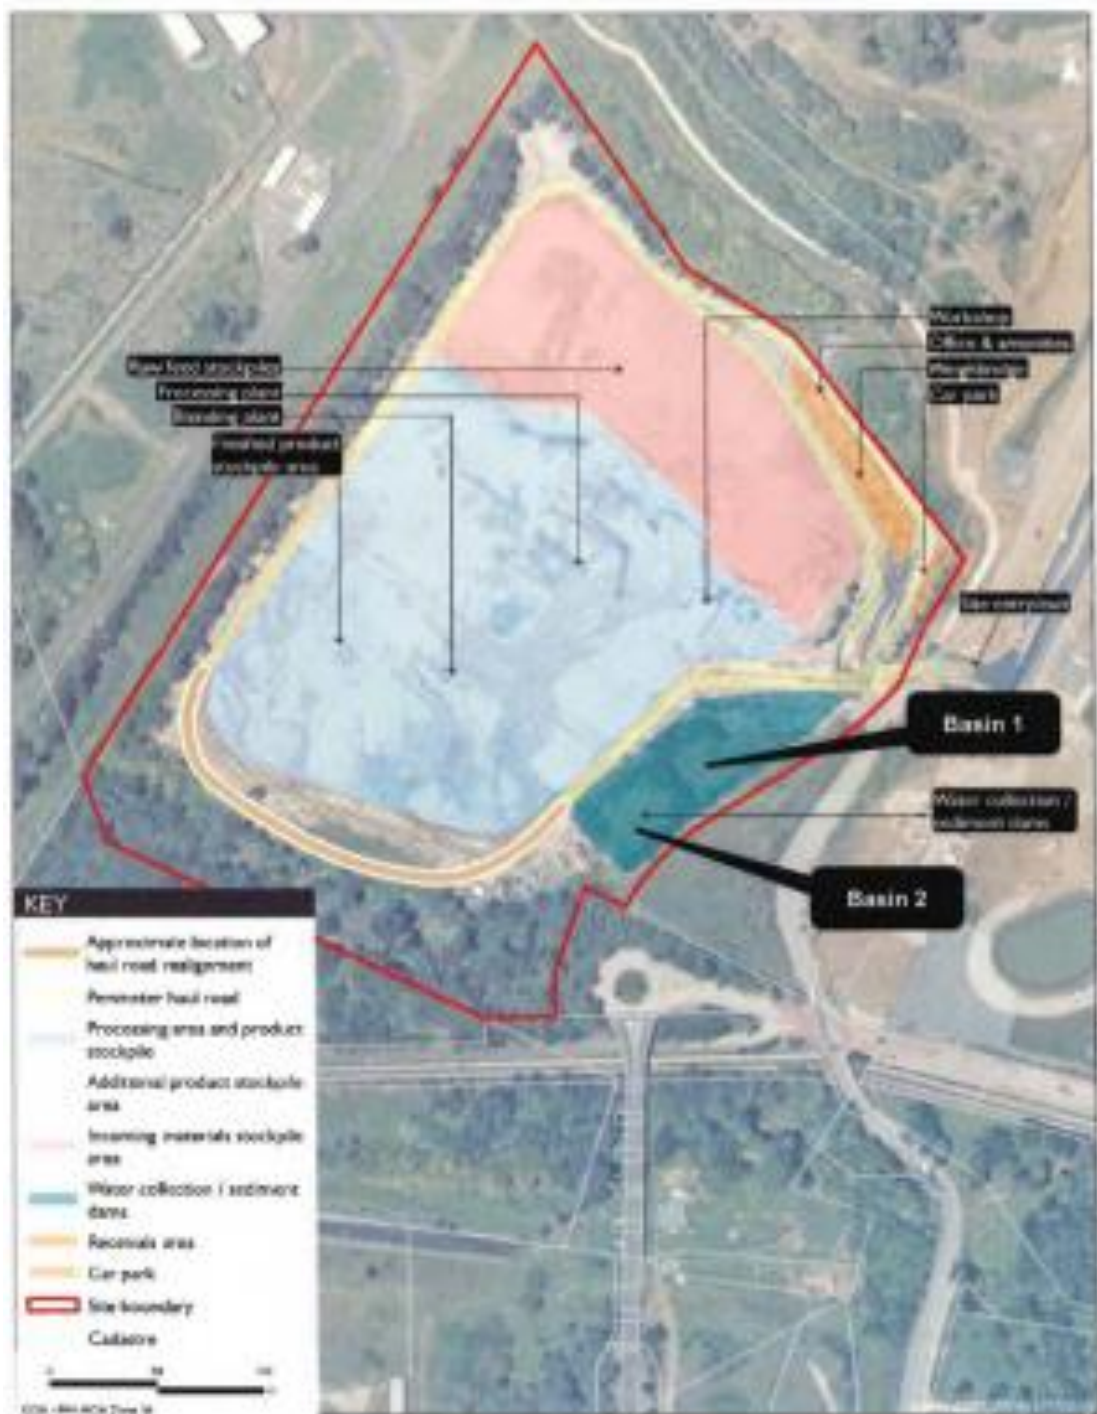 Raw feed stockpiles
Processing plant
Blending plant
Finished product
stockpile area
Workshop
Office & amenities
Weighbridge
Car park
Site entry/exit
Basin 1
Water collection /
sediment dams
Basin 2
KEY
Approximate location of
haul road realignment
Perimeter haul road
Processing area and product
stockpile
Additional product stockpile
area
Incoming materials stockpile
area
Water collection / sediment
dams
Receivals area
Car park
Site boundary
Cadastre